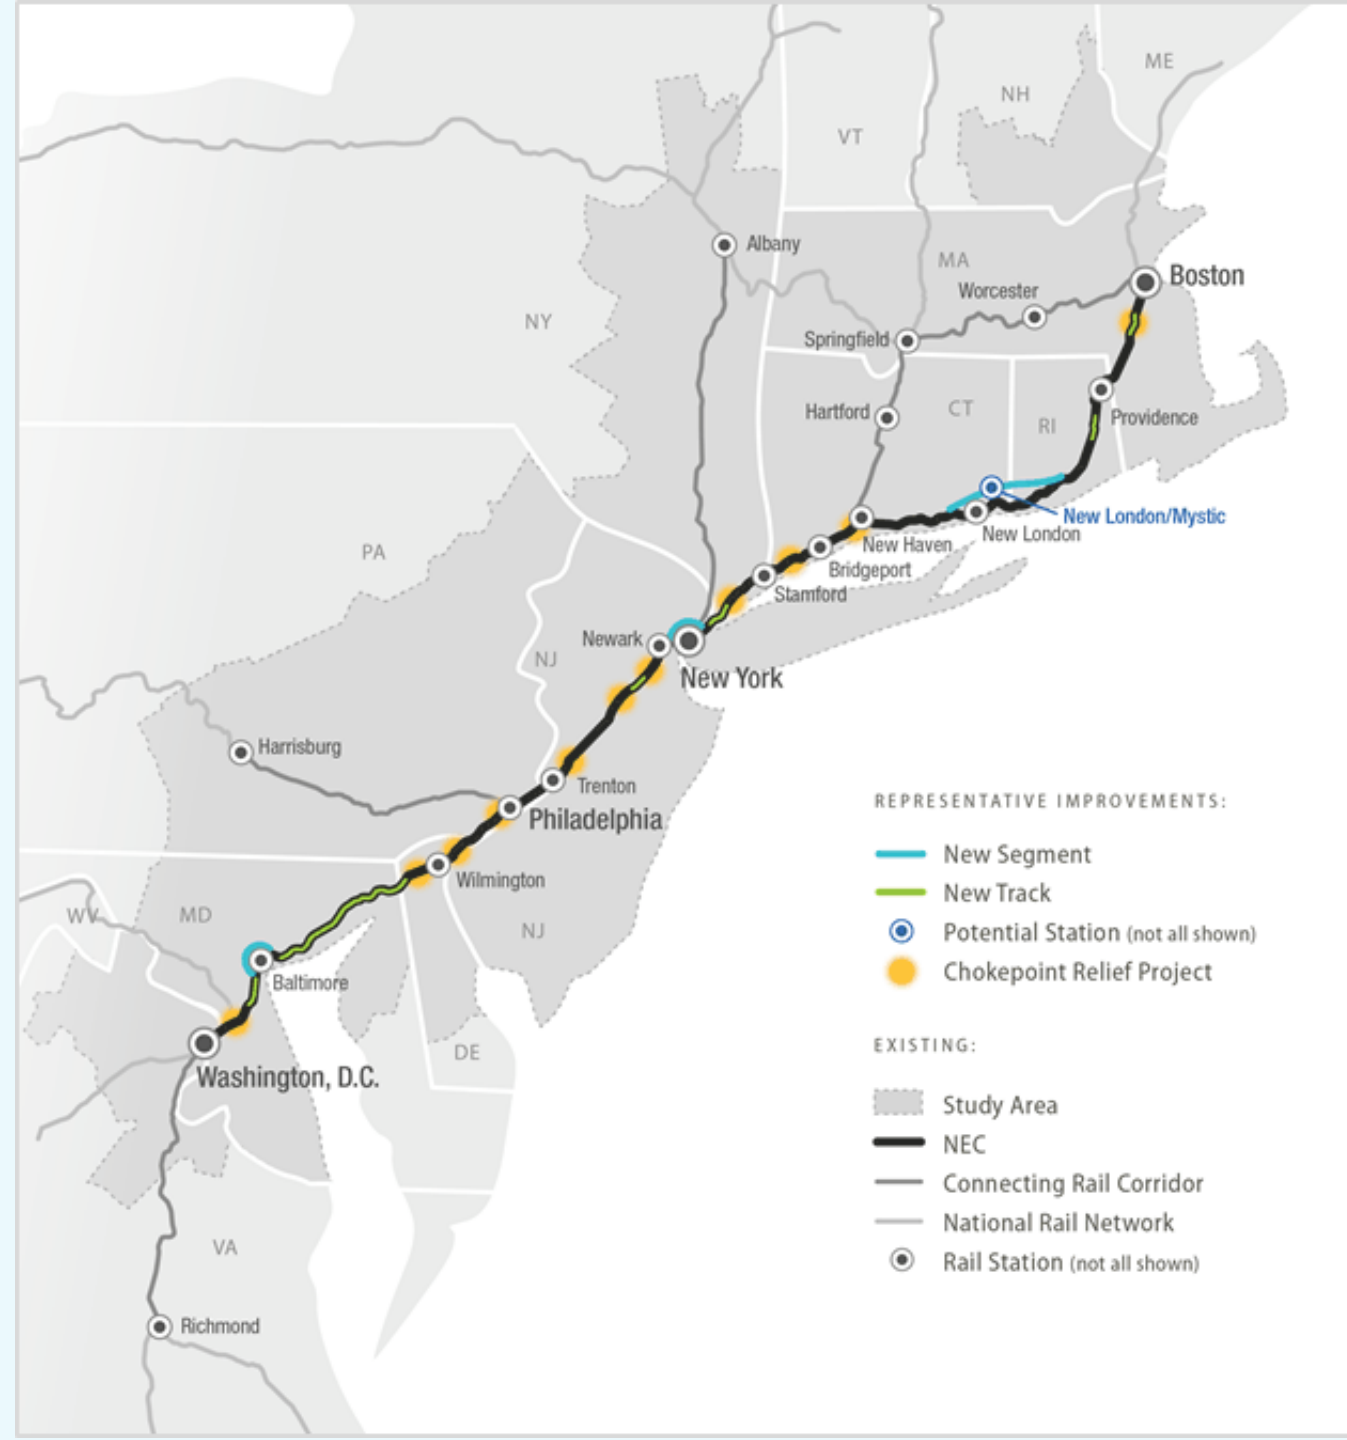 ME
NH
VT
Albany
MA
Boston
Worcester
NY
Springfield
Hartford
CT
RI
Providence
New London/Mystic
New London
New Haven
PA
Bridgeport
Stamford
Newark
NJ
New York
Harrisburg
Trenton
Philadelphia
Wilmington
WV
MD
NJ
Baltimore
DE
Washington, D.C.
VA
Richmond
REPRESENTATIVE IMPROVEMENTS:
New Segment
New Track
Potential Station (not all shown)
Chokepoint Relief Project
EXISTING:
Study Area
NEC
Connecting Rail Corridor
National Rail Network
Rail Station (not all shown)